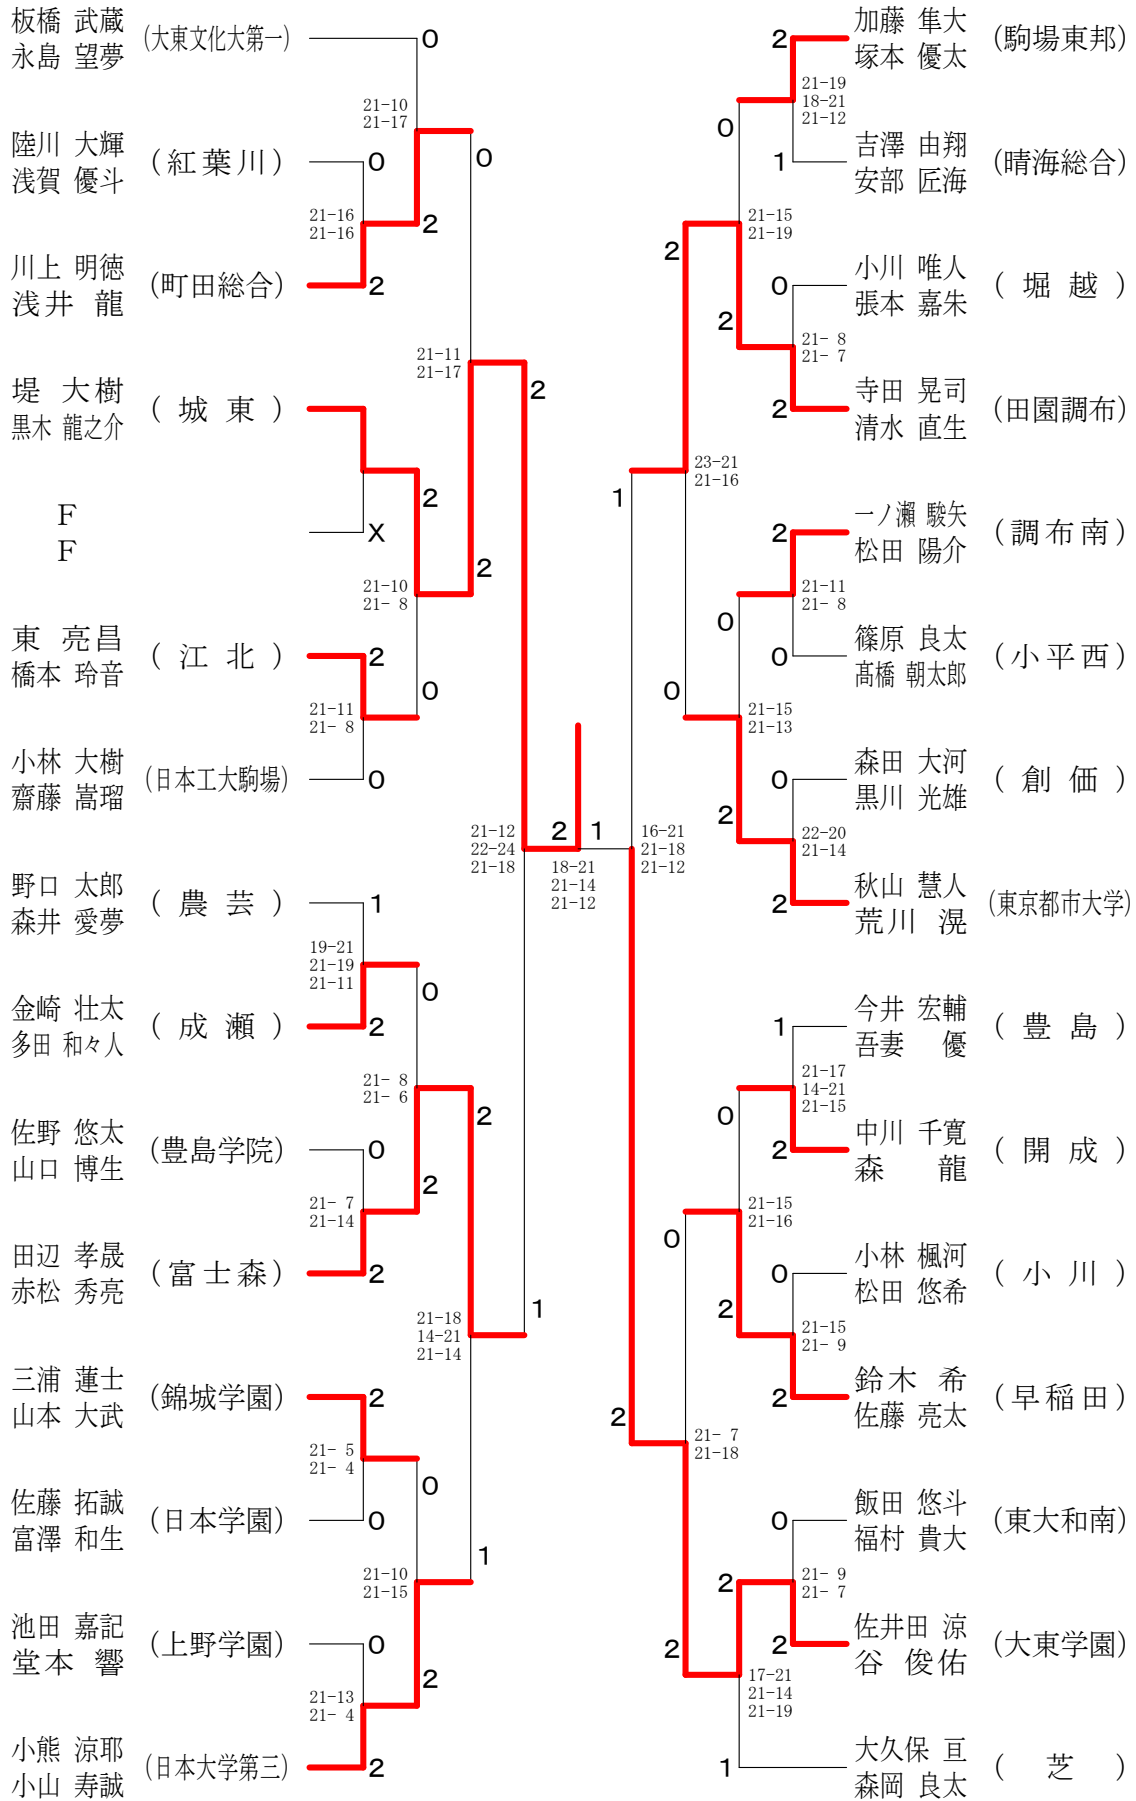 板橋 武蔵
永島 望夢
(大東文化大第一)
0
21-10
21-17
陸川 大輝
浅賀 優斗
(紅葉川)
0
0
21-16
21-16
2
川上 明徳
浅井 龍
(町田総合)
2
21-11
21-17
2
堤 大樹
黒木 龍之介
(城東)
2
F
F
X
2
21-10
21- 8
東 亮昌
橋本 玲音
(江北)
2
0
21-11
21- 8
小林 大樹
齋藤 嵩瑠
(日本工大駒場)
0
21-12
22-24
21-18
2
1
18-21
21-14
21-12
野口 太郎
森井 愛夢
(農芸)
1
19-21
21-19
21-11
0
金崎 壮太
多田 和々人
(成瀬)
2
21- 8
21- 6
2
佐野 悠太
山口 博生
(豊島学院)
0
2
21- 7
21-14
田辺 孝晟
赤松 秀亮
(富士森)
2
21-18
14-21
21-14
1
三浦 蓮士
山本 大武
(錦城学園)
2
21- 5
21- 4
0
佐藤 拓誠
富澤 和生
(日本学園)
0
1
21-10
21-15
池田 嘉記
堂本 響
(上野学園)
0
2
21-13
21- 4
小熊 涼耶
小山 寿誠
(日本大学第三)
2
2
加藤 隼大
塚本 優太
(駒場東邦)
21-19
18-21
21-12
0
1
吉澤 由翔
安部 匠海
(晴海総合)
21-15
21-19
2
0
小川 唯人
張本 嘉朱
(堀越)
2
21- 8
21- 7
2
寺田 晃司
清水 直生
(田園調布)
23-21
21-16
1
2
一ノ瀬 駿矢
松田 陽介
(調布南)
21-11
21- 8
0
0
篠原 良太
髙橋 朝太郎
(小平西)
0
21-15
21-13
0
森田 大河
黒川 光雄
(創価)
2
22-20
21-14
16-21
21-18
21-12
2
秋山 慧人
荒川 滉
(東京都市大学)
1
今井 宏輔
吾妻 優
(豊島)
21-17
14-21
21-15
0
2
中川 千寛
森 龍
(開成)
21-15
21-16
0
0
小林 楓河
松田 悠希
(小川)
2
21-15
21- 9
2
鈴木 希
佐藤 亮太
(早稲田)
2
21- 7
21-18
0
飯田 悠斗
福村 貴大
(東大和南)
2
21- 9
21- 7
2
2
佐井田 涼
谷 俊佑
(大東学園)
17-21
21-14
21-19
1
大久保 亘
森岡 良太
(芝)